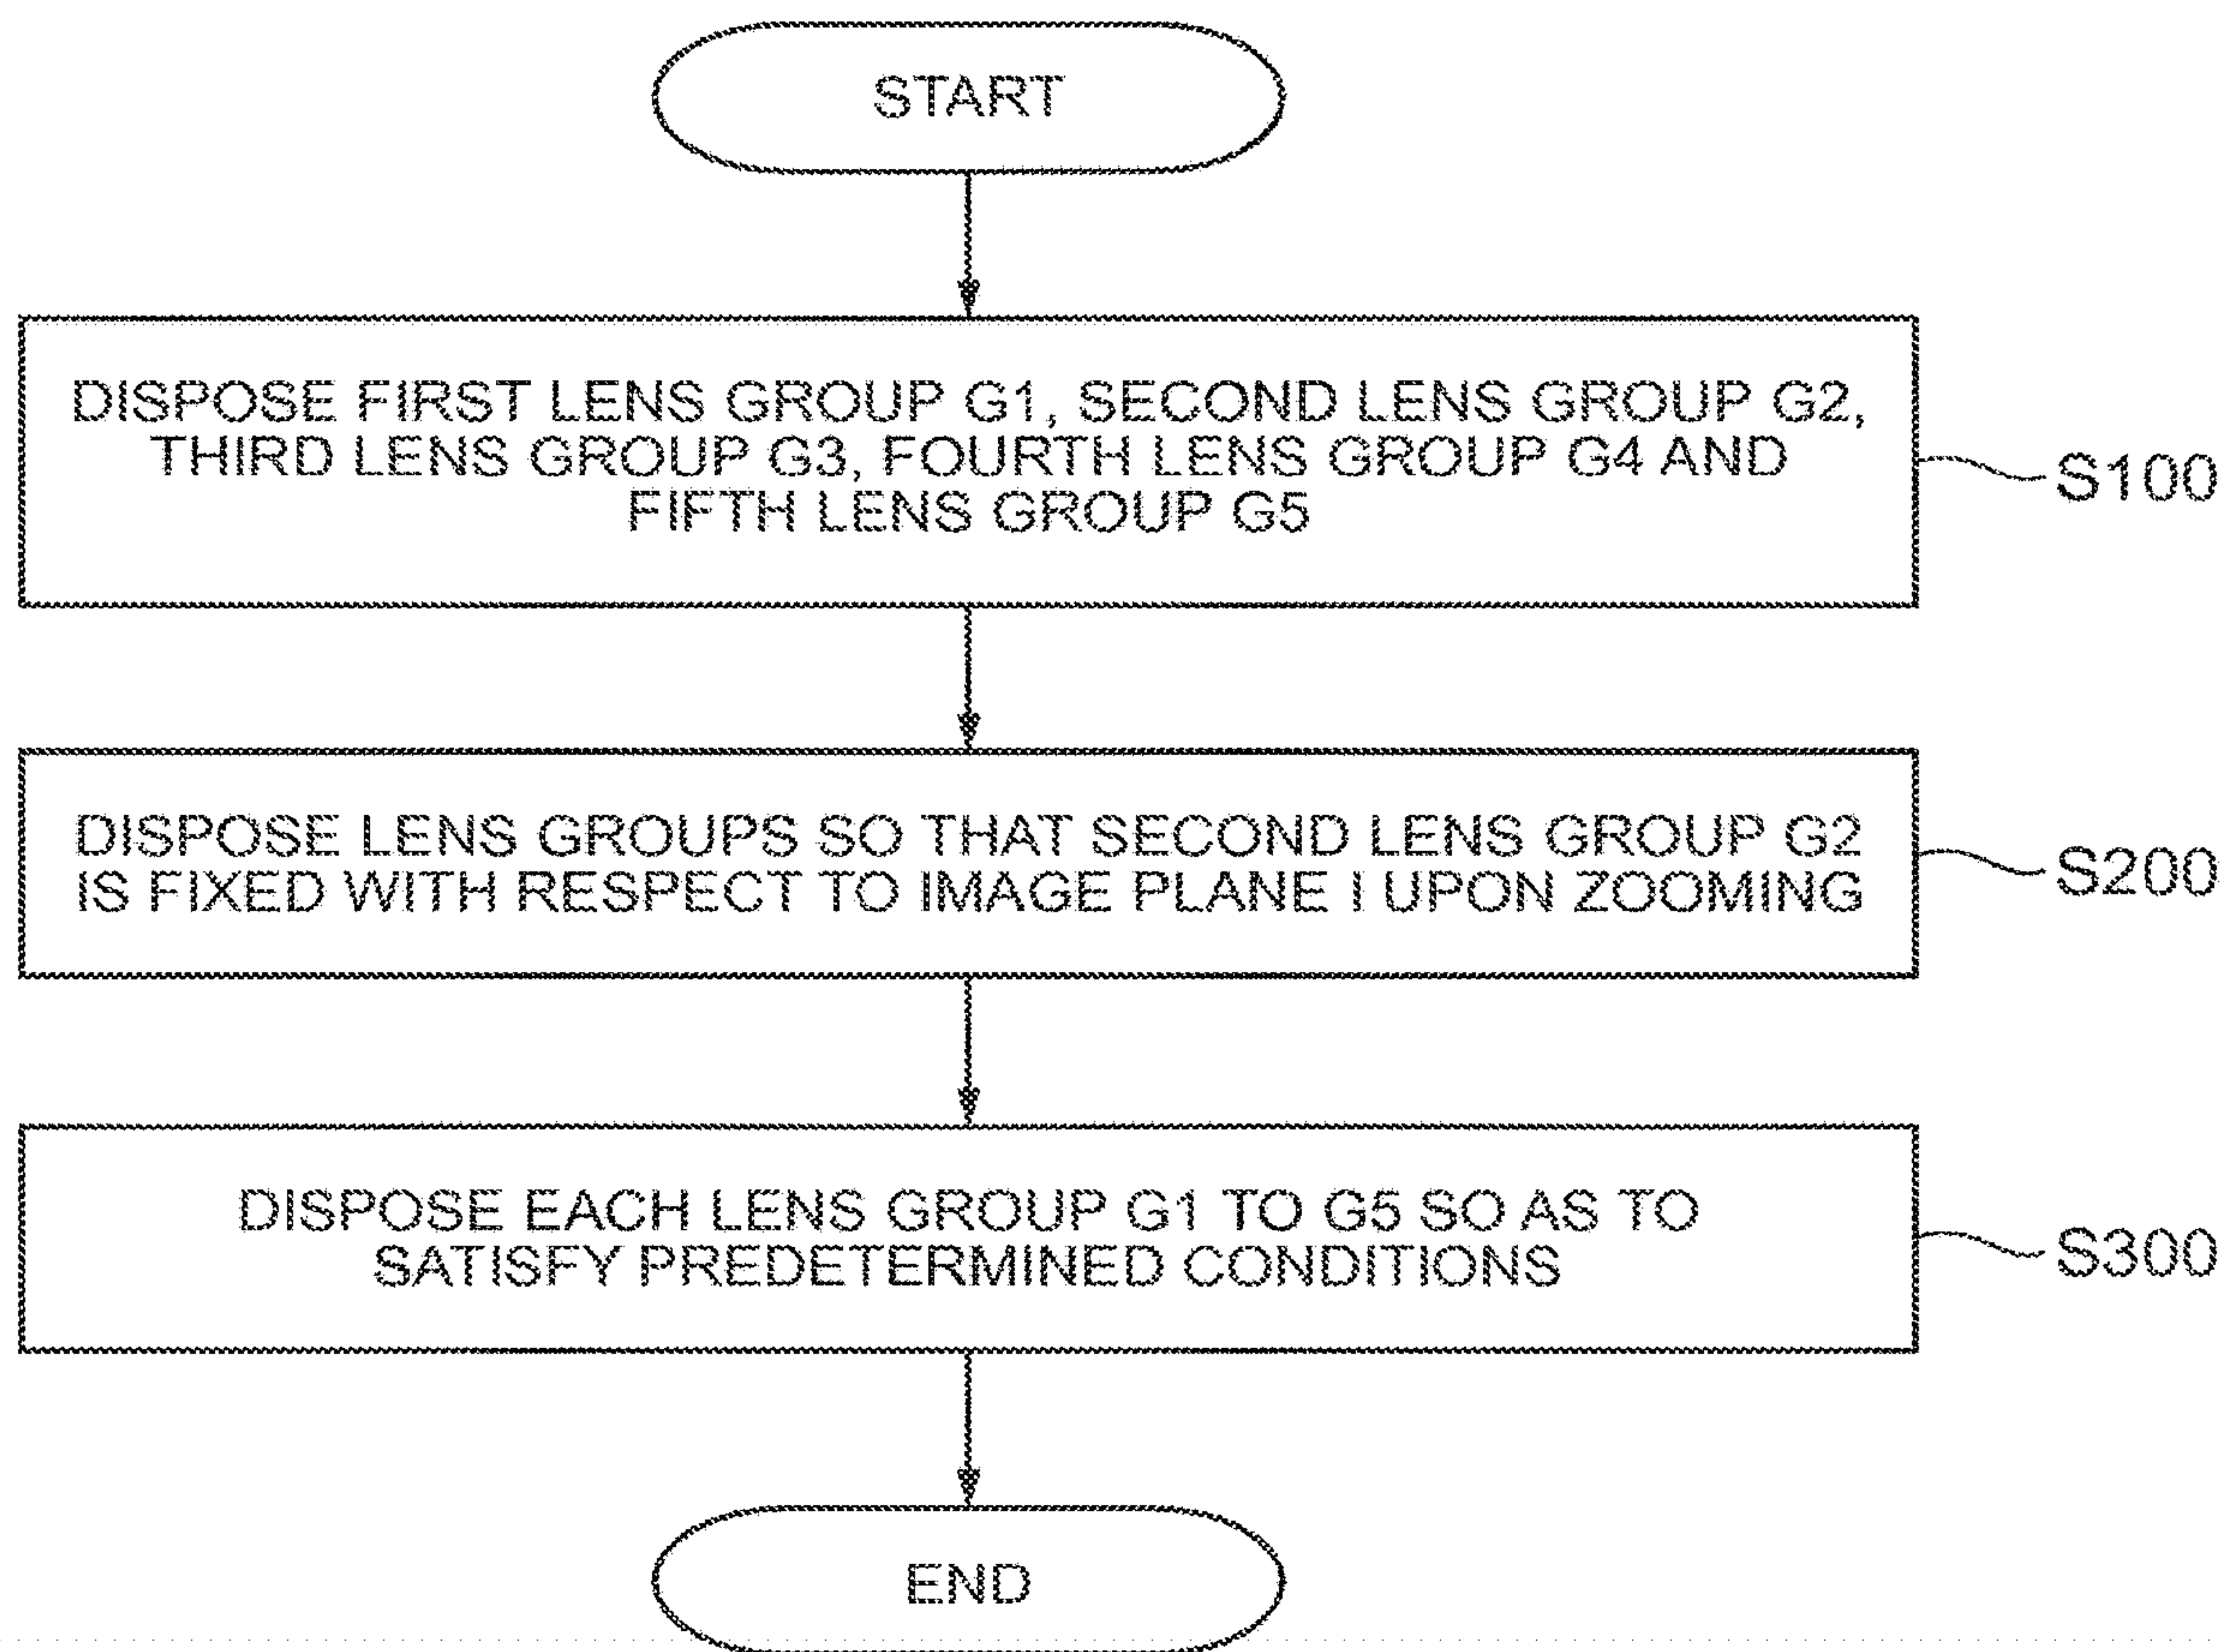 START
DISPOSE FIRST LENS GROUP G1, SECOND LENS GROUP G2,
THIRD LENS GROUP G3, FOURTH LENS GROUP G4 AND
FIFTH LENS GROUP G5
S100
DISPOSE LENS GROUPS SO THAT SECOND LENS GROUP G2
IS FIXED WITH RESPECT TO IMAGE PLANE I UPON ZOOMING
S200
DISPOSE EACH LENS GROUP G1 TO G5 SO AS TO
SATISFY PREDETERMINED CONDITIONS
S300
END